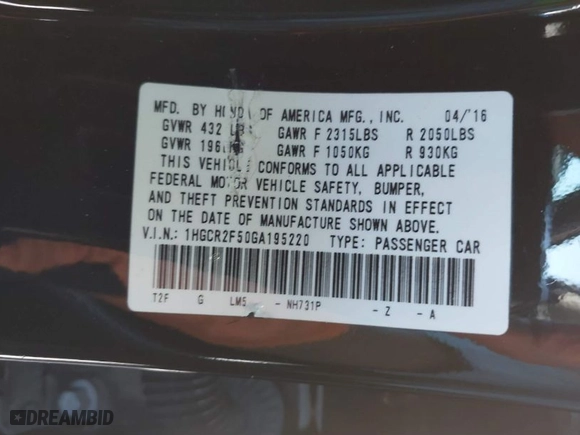 MFD. BY HONDA OF AMERICA MFG., INC. 04/'16
GVWR 432 LBS GAWR F 2315LBS R 2050LBS
GVWR 196 KG GAWR F 1050KG R 930KG
THIS VEHICLE CONFORMS TO ALL APPLICABLE
FEDERAL MOTOR VEHICLE SAFETY, BUMPER,
AND THEFT PREVENTION STANDARDS IN EFFECT
ON THE DATE OF MANUFACTURE SHOWN ABOVE.
V.I.N.: 1HGCR2F50GA195220 TYPE: PASSENGER CAR
T2F G LM5 - NH731P - Z - A
DREAMBID